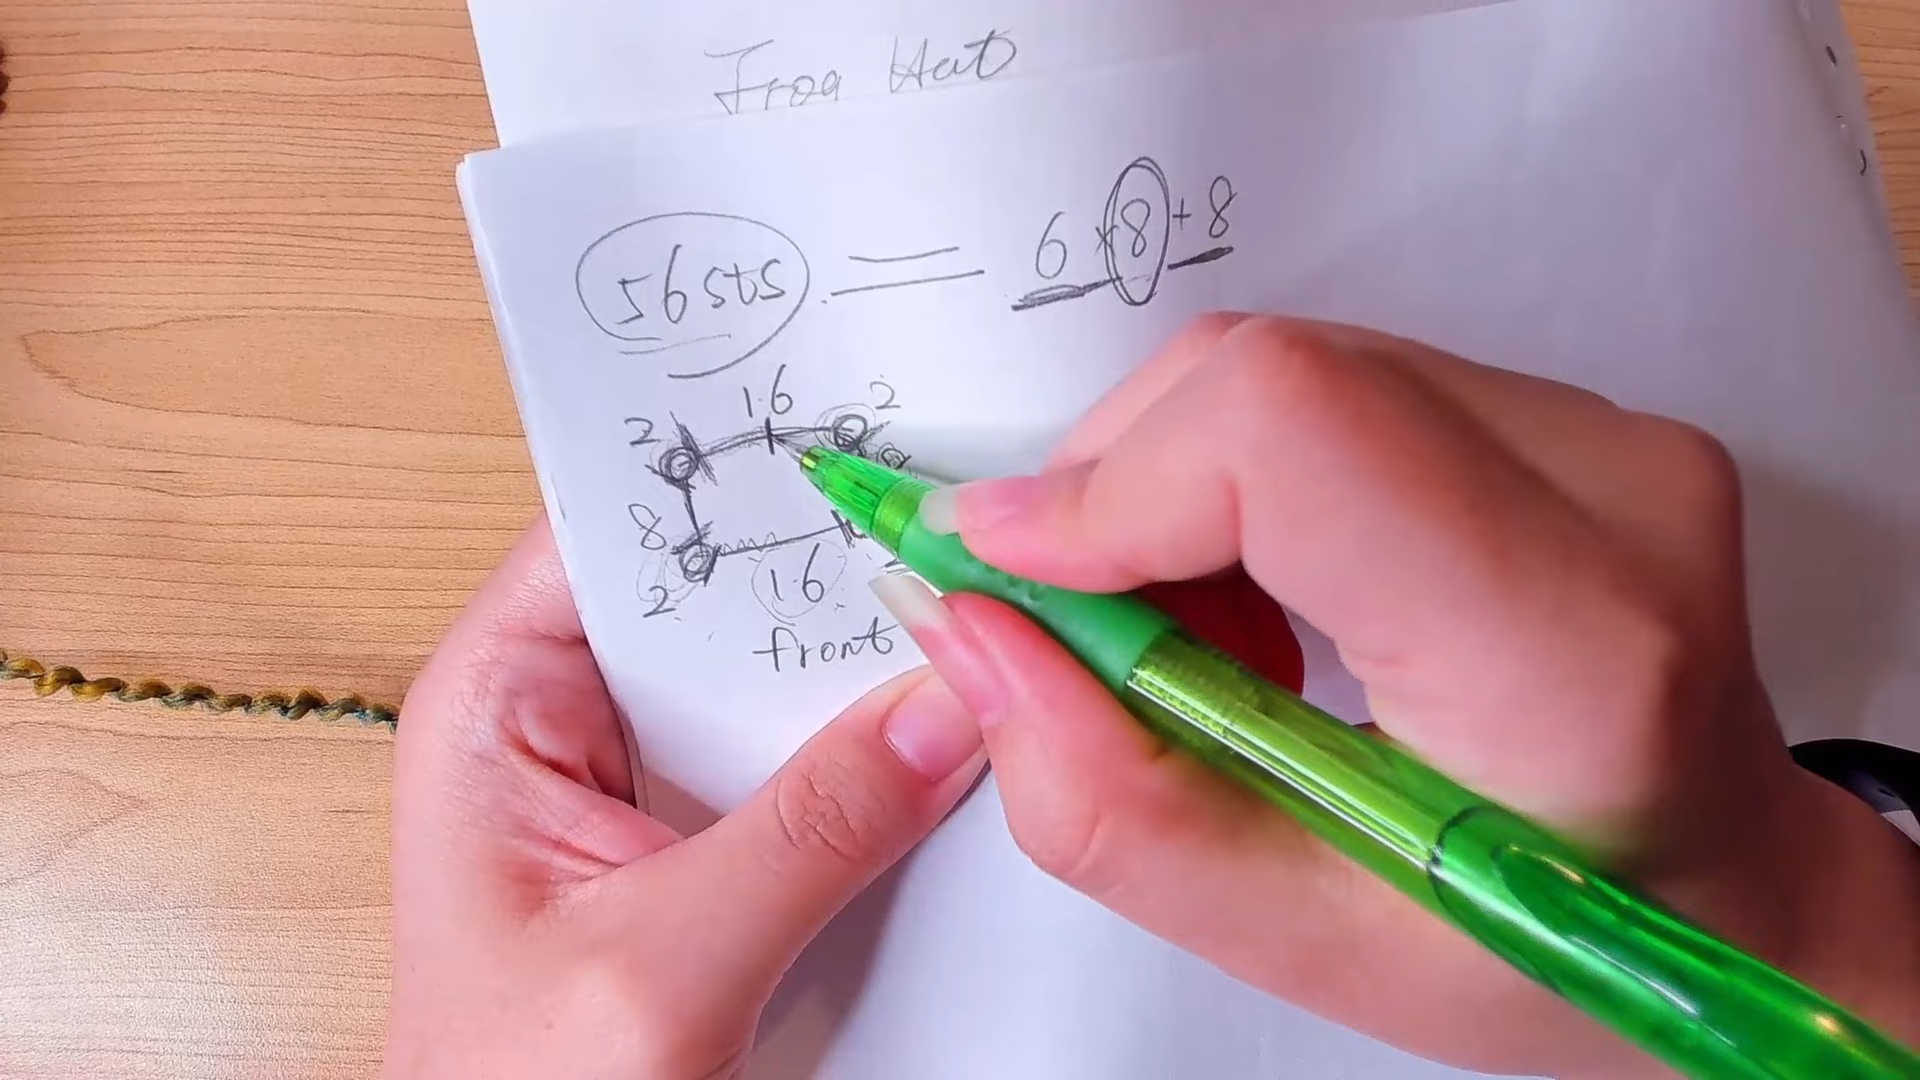 Frog Hat
56 sts = 6 × 8 + 8
16 2
2
8
16
2
front